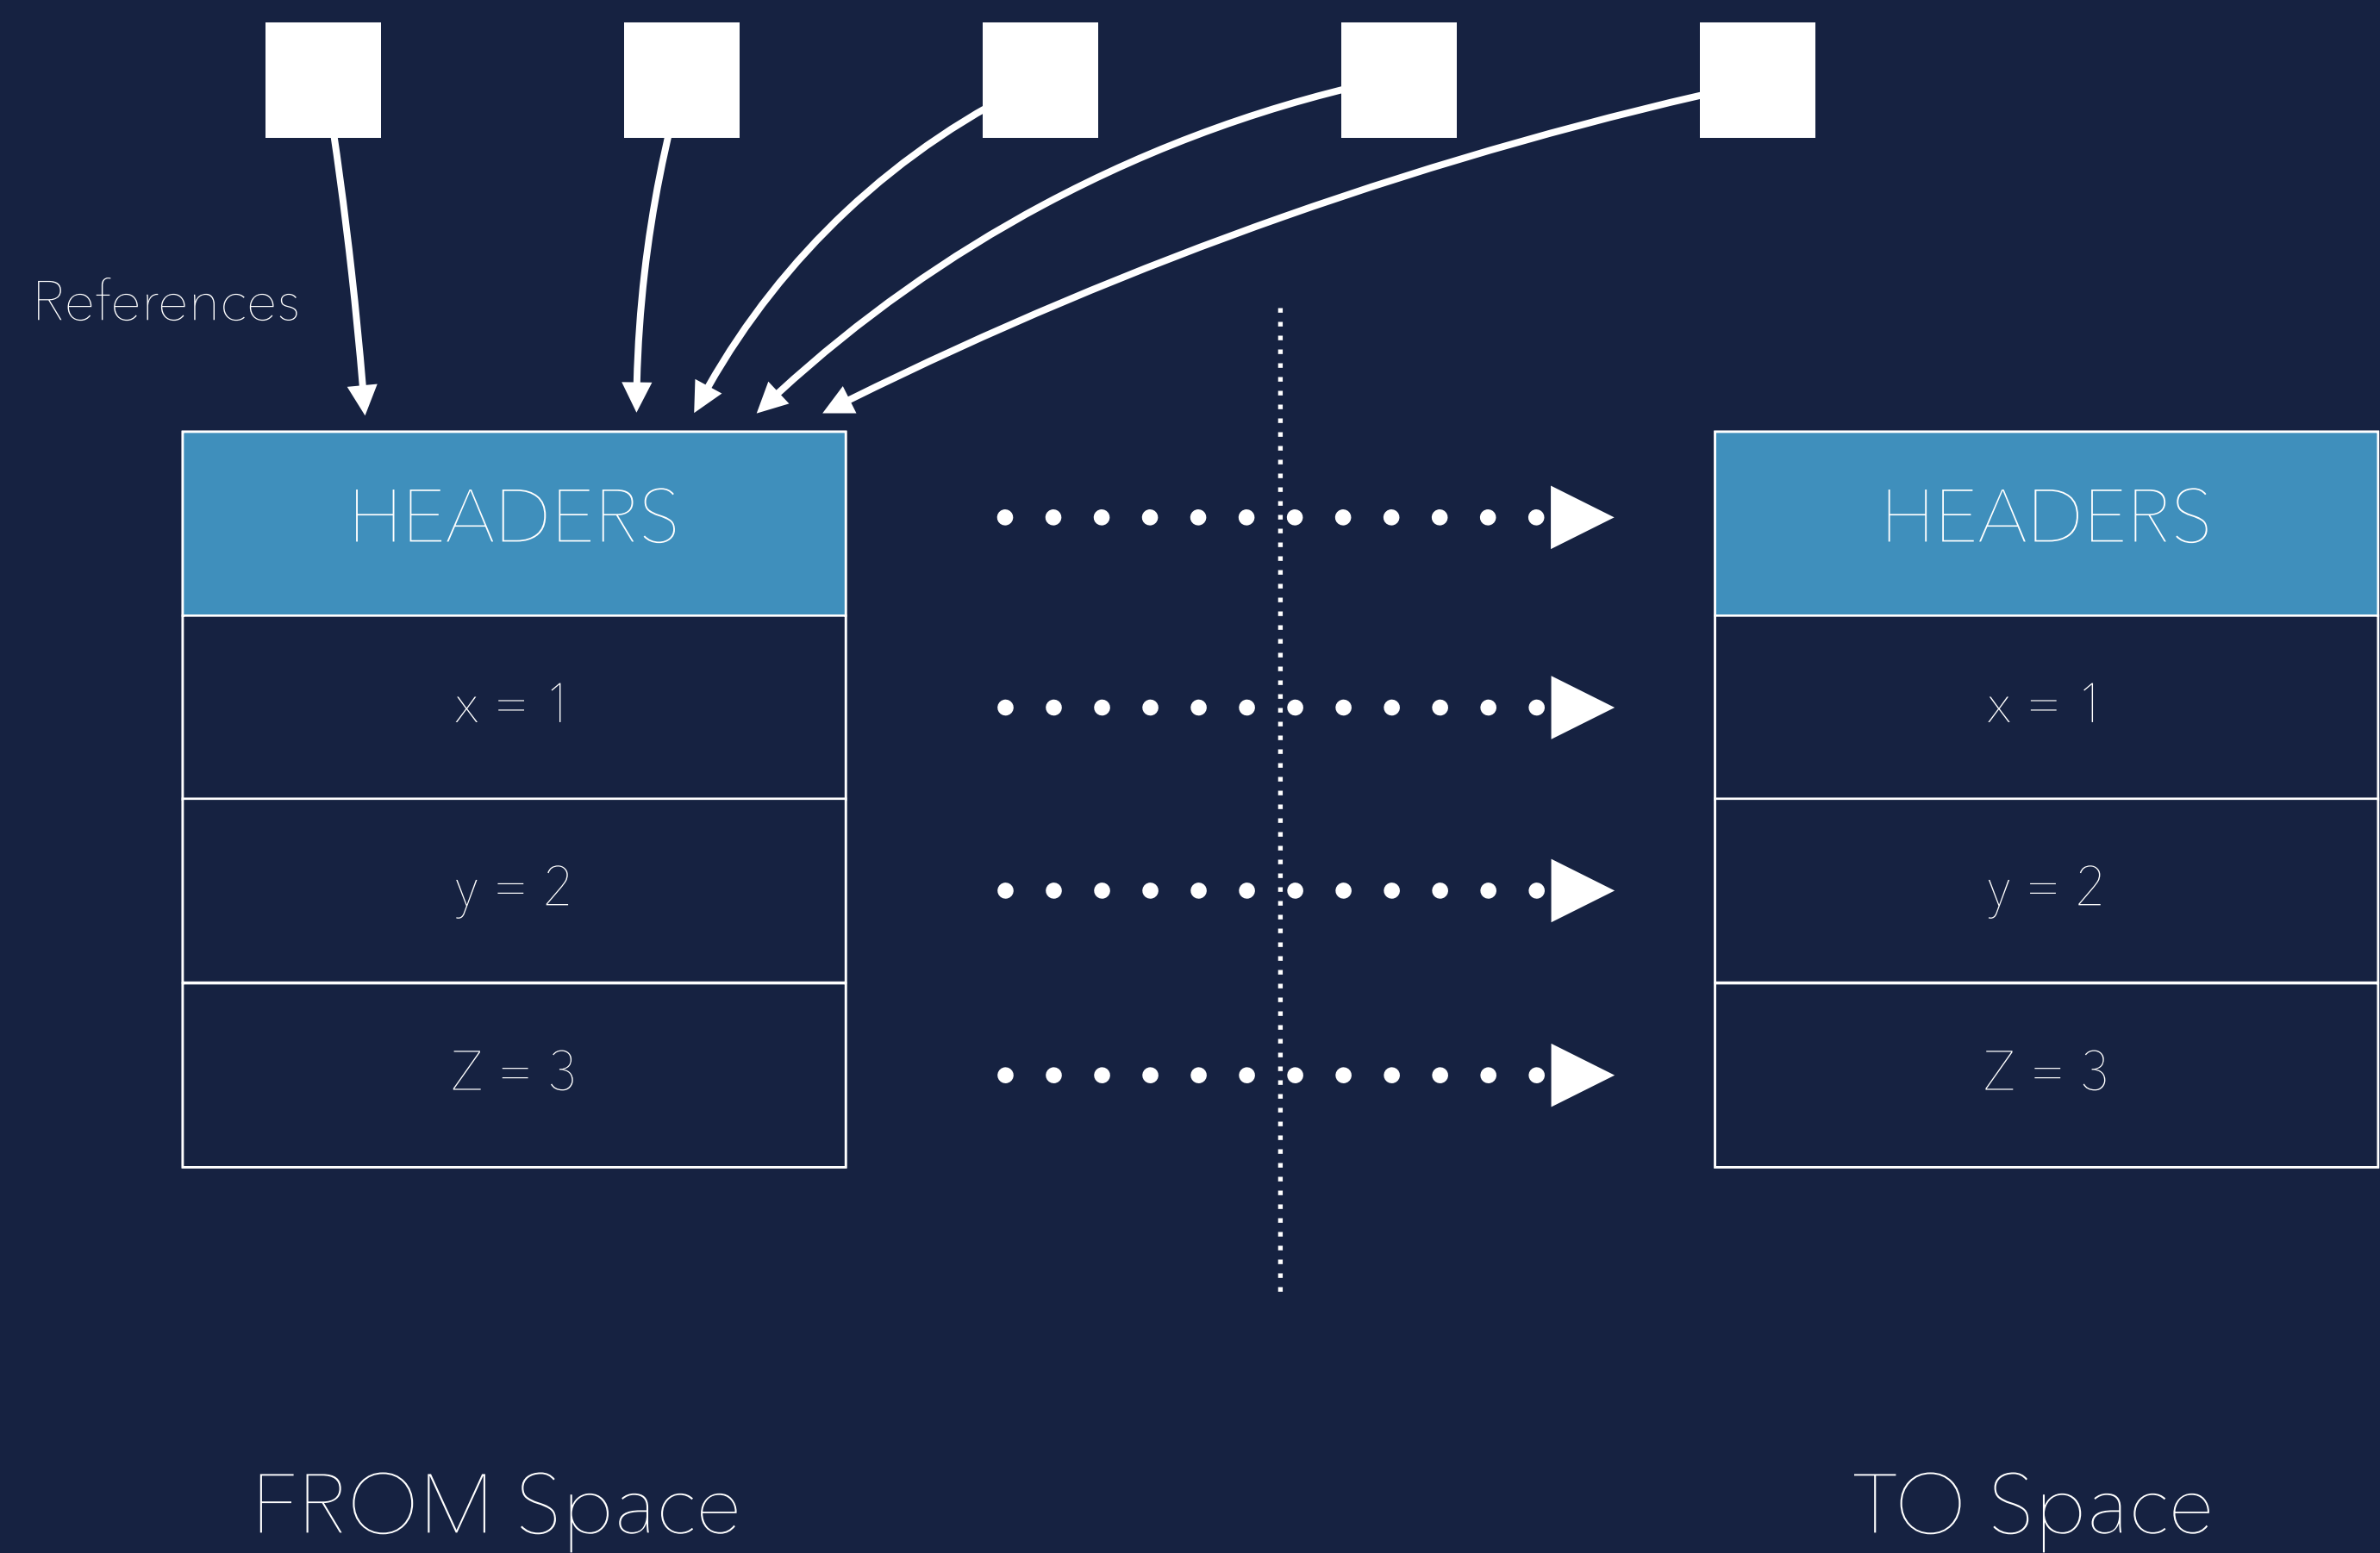 References
HEADERS
HEADERS
x = 1
x = 1
y = 2
y = 2
Z = 3
Z = 3
FROM Space
TO Space